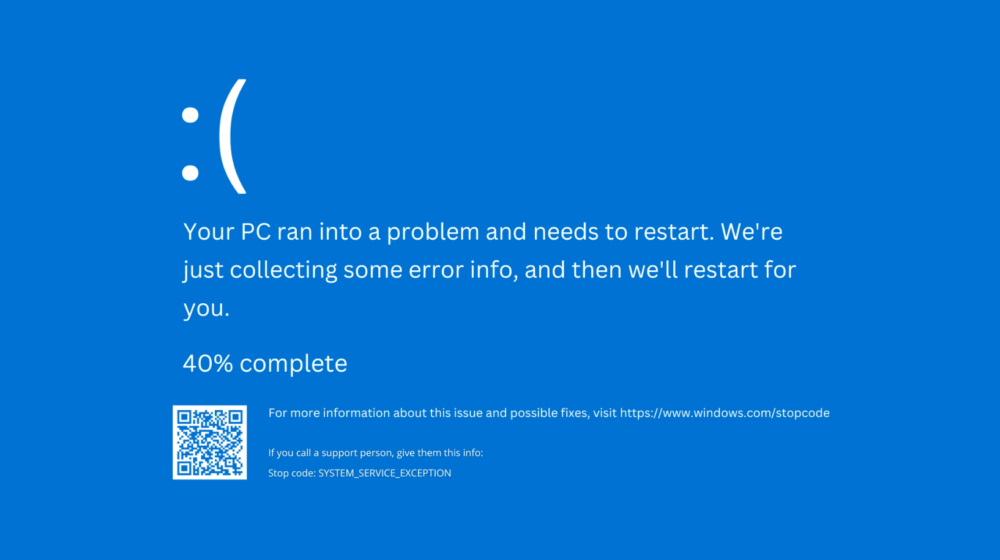 :(
Your PC ran into a problem and needs to restart. We're
just collecting some error info, and then we'll restart for
you.
40% complete
For more information about this issue and possible fixes, visit https://www.windows.com/stopcode
If you call a support person, give them this info:
Stop code: SYSTEM_SERVICE_EXCEPTION